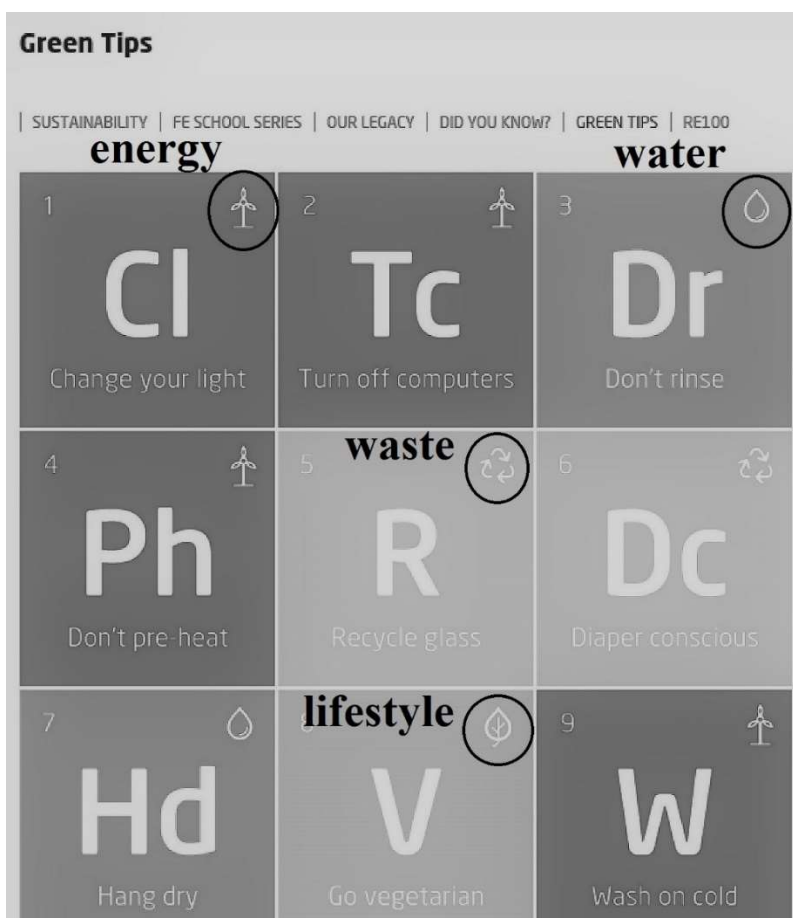 Green Tips
| SUSTAINABILITY | FE SCHOOL SERIES | OUR LEGACY | DID YOU KNOW? | GREEN TIPS | RE100
energy water
1 2 3
Cl Tc Dr
Change your light Turn off computers Don't rinse
waste
4 5 6
Ph R Dc
Don't pre-heat Recycle glass Diaper conscious
lifestyle
7 8 9
Hd V W
Hang dry Go vegetarian Wash on cold